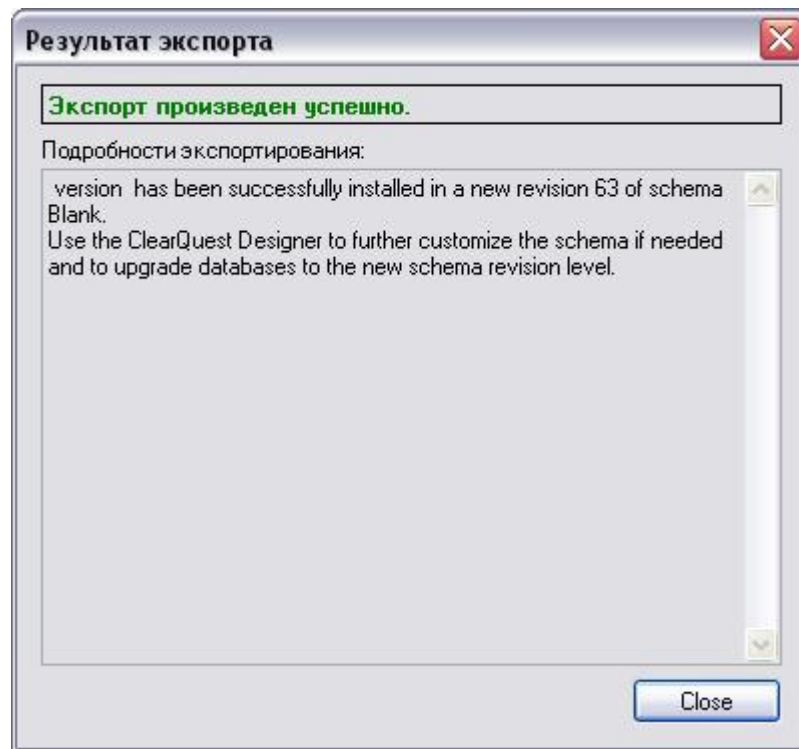 Результат экспорта
Экспорт произведен успешно.
Подробности экспортирования:
version has been successfully installed in a new revision 63 of schema
Blank.
Use the ClearQuest Designer to further customize the schema if needed
and to upgrade databases to the new schema revision level.
Close